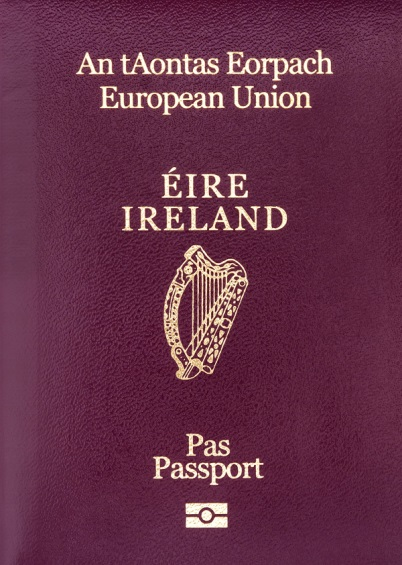 An tAontas Eorpach
European Union
ÉIRE
IRELAND
Pas
Passport